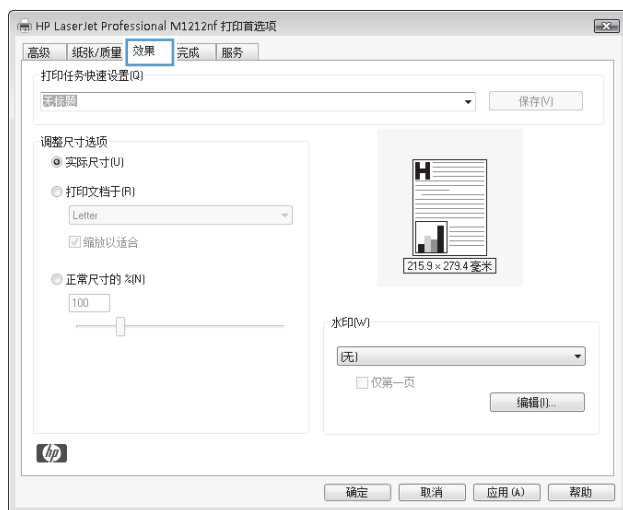 HP LaserJet Professional M1212nf 打印首选项
高级 纸张/质量 效果 完成 服务
打印任务快速设置(Q)
无标题 保存(V)
调整尺寸选项
实际尺寸(U)
打印文档于(R)
Letter
缩放以适合
正常尺寸的 %(N)
100
H
215.9 × 279.4 毫米
水印(W)
(无)
仅第一页
编辑(I)...
hp
确定 取消 应用(A) 帮助